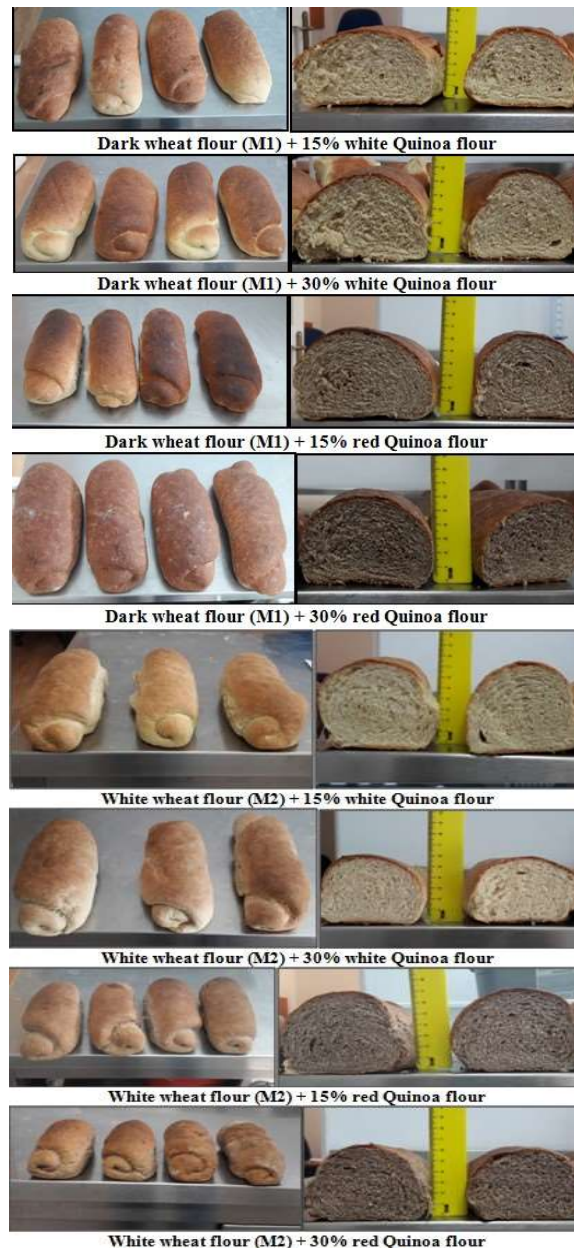 Dark wheat flour (M1) + 15% white Quinoa flour
Dark wheat flour (M1) + 30% white Quinoa flour
Dark wheat flour (M1) + 15% red Quinoa flour
Dark wheat flour (M1) + 30% red Quinoa flour
White wheat flour (M2) + 15% white Quinoa flour
White wheat flour (M2) + 30% white Quinoa flour
White wheat flour (M2) + 15% red Quinoa flour
White wheat flour (M2) + 30% red Quinoa flour